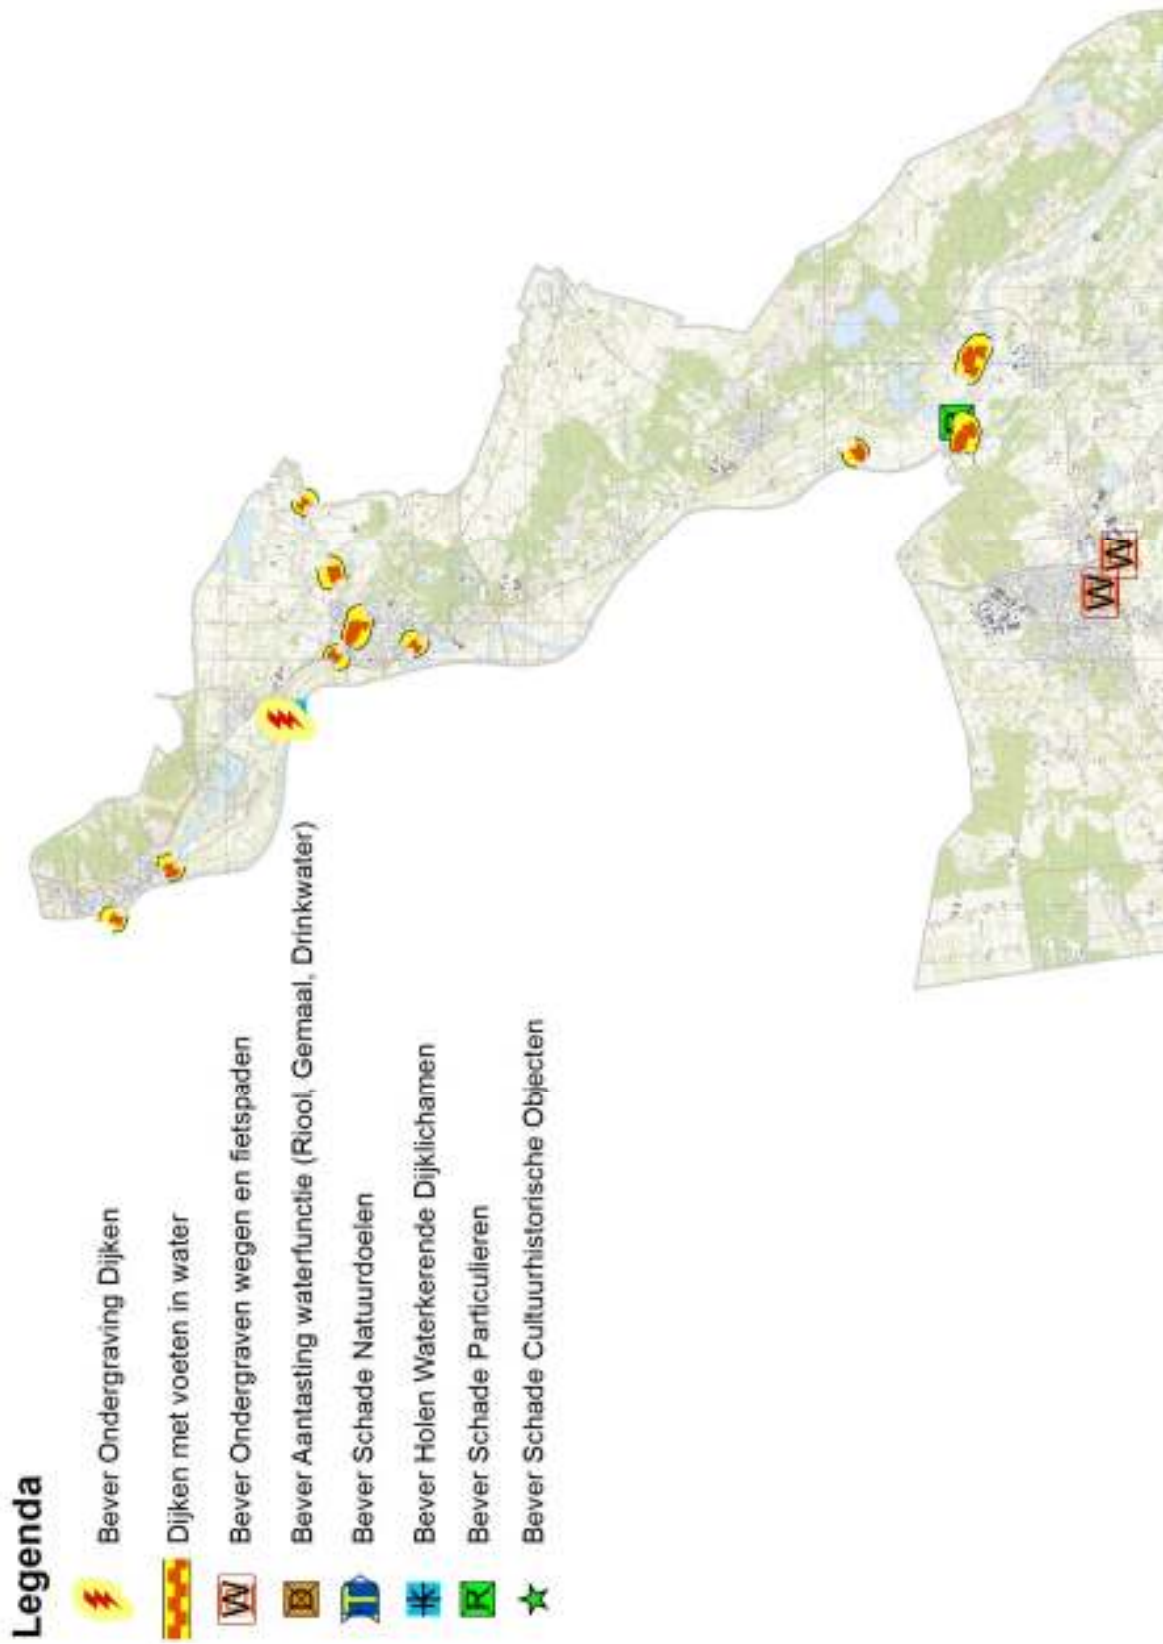 Legenda
Bever Ondergraving Dijken
Dijken met voeten in water
W Bever Ondergraven wegen en fietspaden
D Bever Aantasting waterfunctie (Riool, Gemaal, Drinkwater)
T Bever Schade Natuurdoelen
K Bever Holen Waterkerende Dijklichamen
R Bever Schade Particulieren
Bever Schade Cultuurhistorische Objecten
W
W